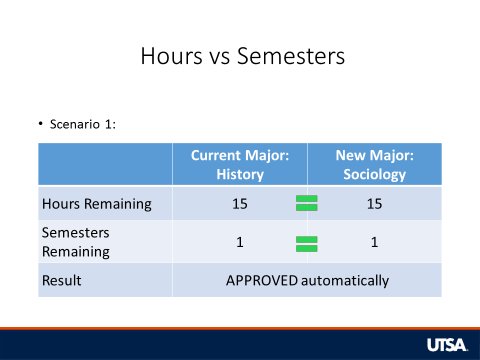 Hours vs Semesters
• Scenario 1:
Current Major: History
New Major: Sociology
Hours Remaining 15 = 15
Semesters Remaining 1 = 1
Result APPROVED automatically
UTSA